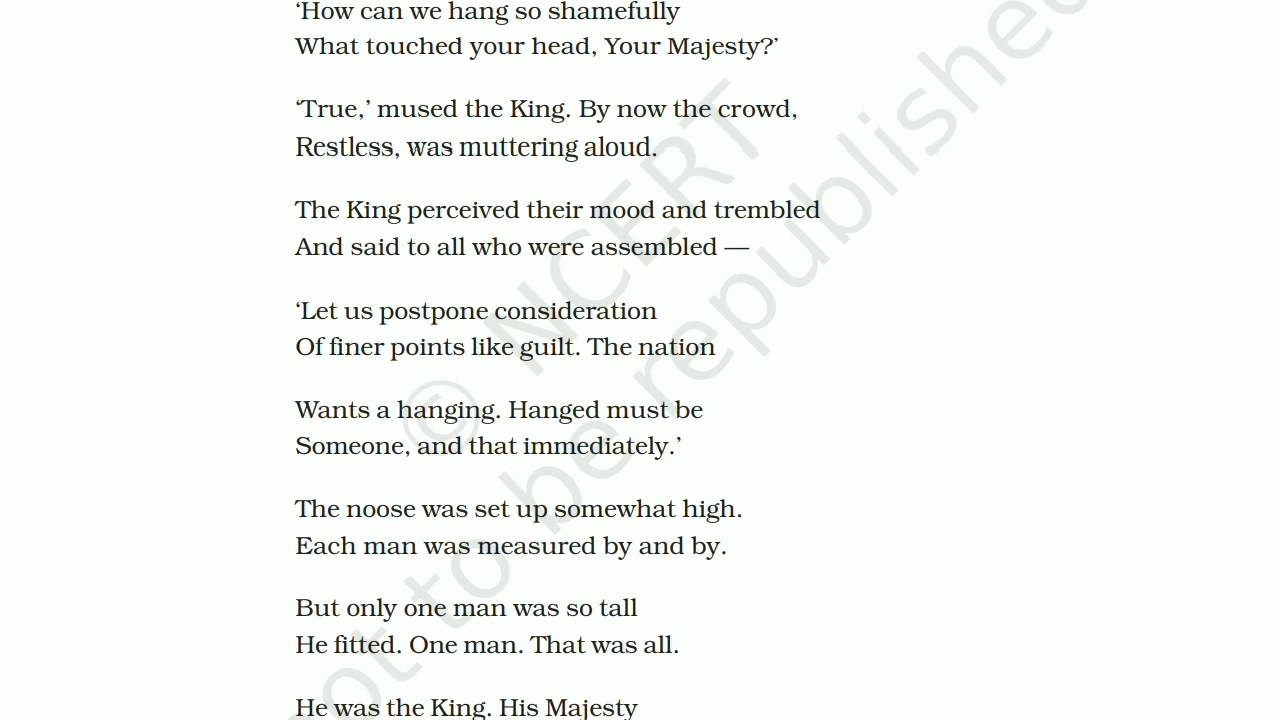 ‘How can we hang so shamefully
What touched your head, Your Majesty?’
‘True,’ mused the King. By now the crowd,
Restless, was muttering aloud.
The King perceived their mood and trembled
And said to all who were assembled —
‘Let us postpone consideration
Of finer points like guilt. The nation
Wants a hanging. Hanged must be
Someone, and that immediately.’
The noose was set up somewhat high.
Each man was measured by and by.
But only one man was so tall
He fitted. One man. That was all.
He was the King. His Majesty
© NCERT
not to be republished